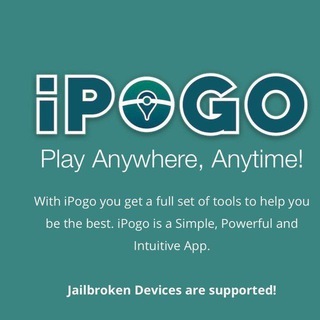 iPOGO
Play Anywhere, Anytime!
With iPogo you get a full set of tools to help you
be the best. iPogo is a Simple, Powerful and
Intuitive App.
Jailbroken Devices are supported!